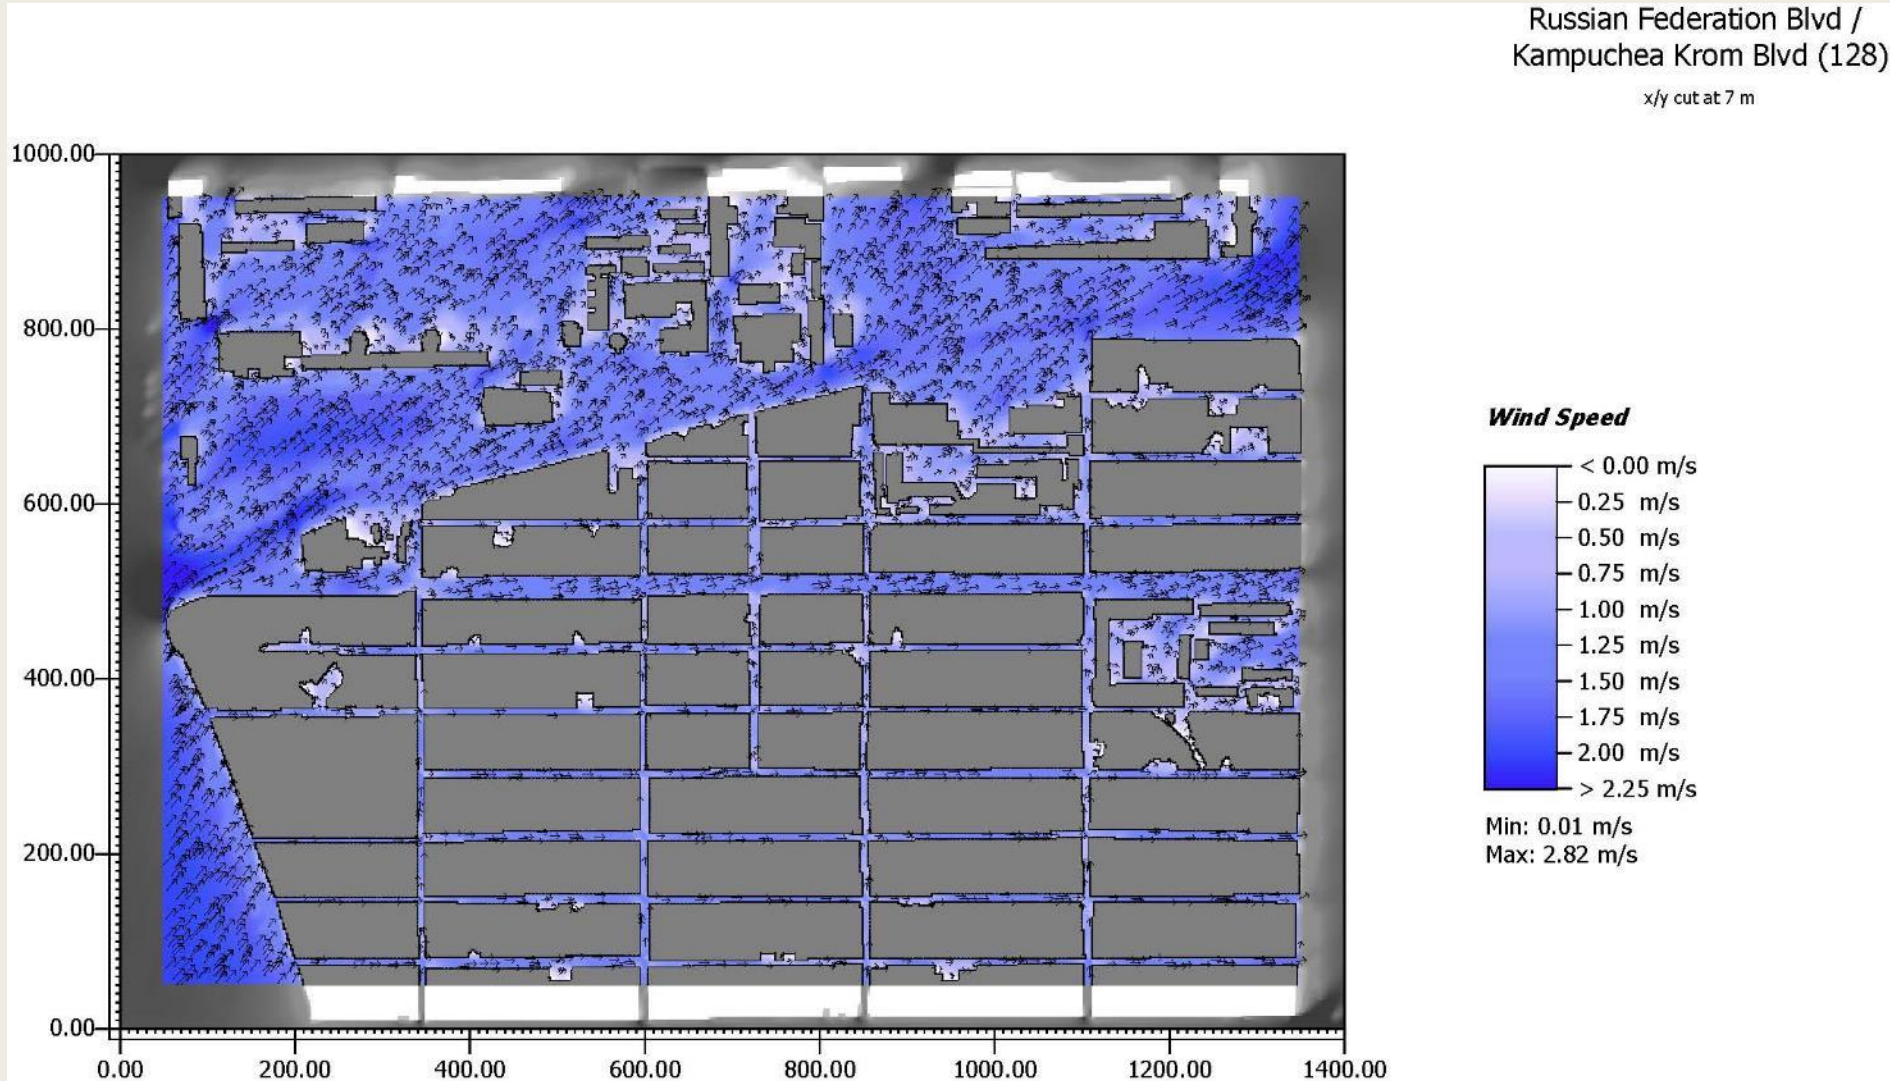 Russian Federation Blvd /
Kampuchea Krom Blvd (128)
x/y cut at 7 m
1000.00
800.00
600.00
400.00
200.00
0.00
0.00 200.00 400.00 600.00 800.00 1000.00 1200.00 1400.00
Wind Speed
< 0.00 m/s
0.25 m/s
0.50 m/s
0.75 m/s
1.00 m/s
1.25 m/s
1.50 m/s
1.75 m/s
2.00 m/s
> 2.25 m/s
Min: 0.01 m/s
Max: 2.82 m/s